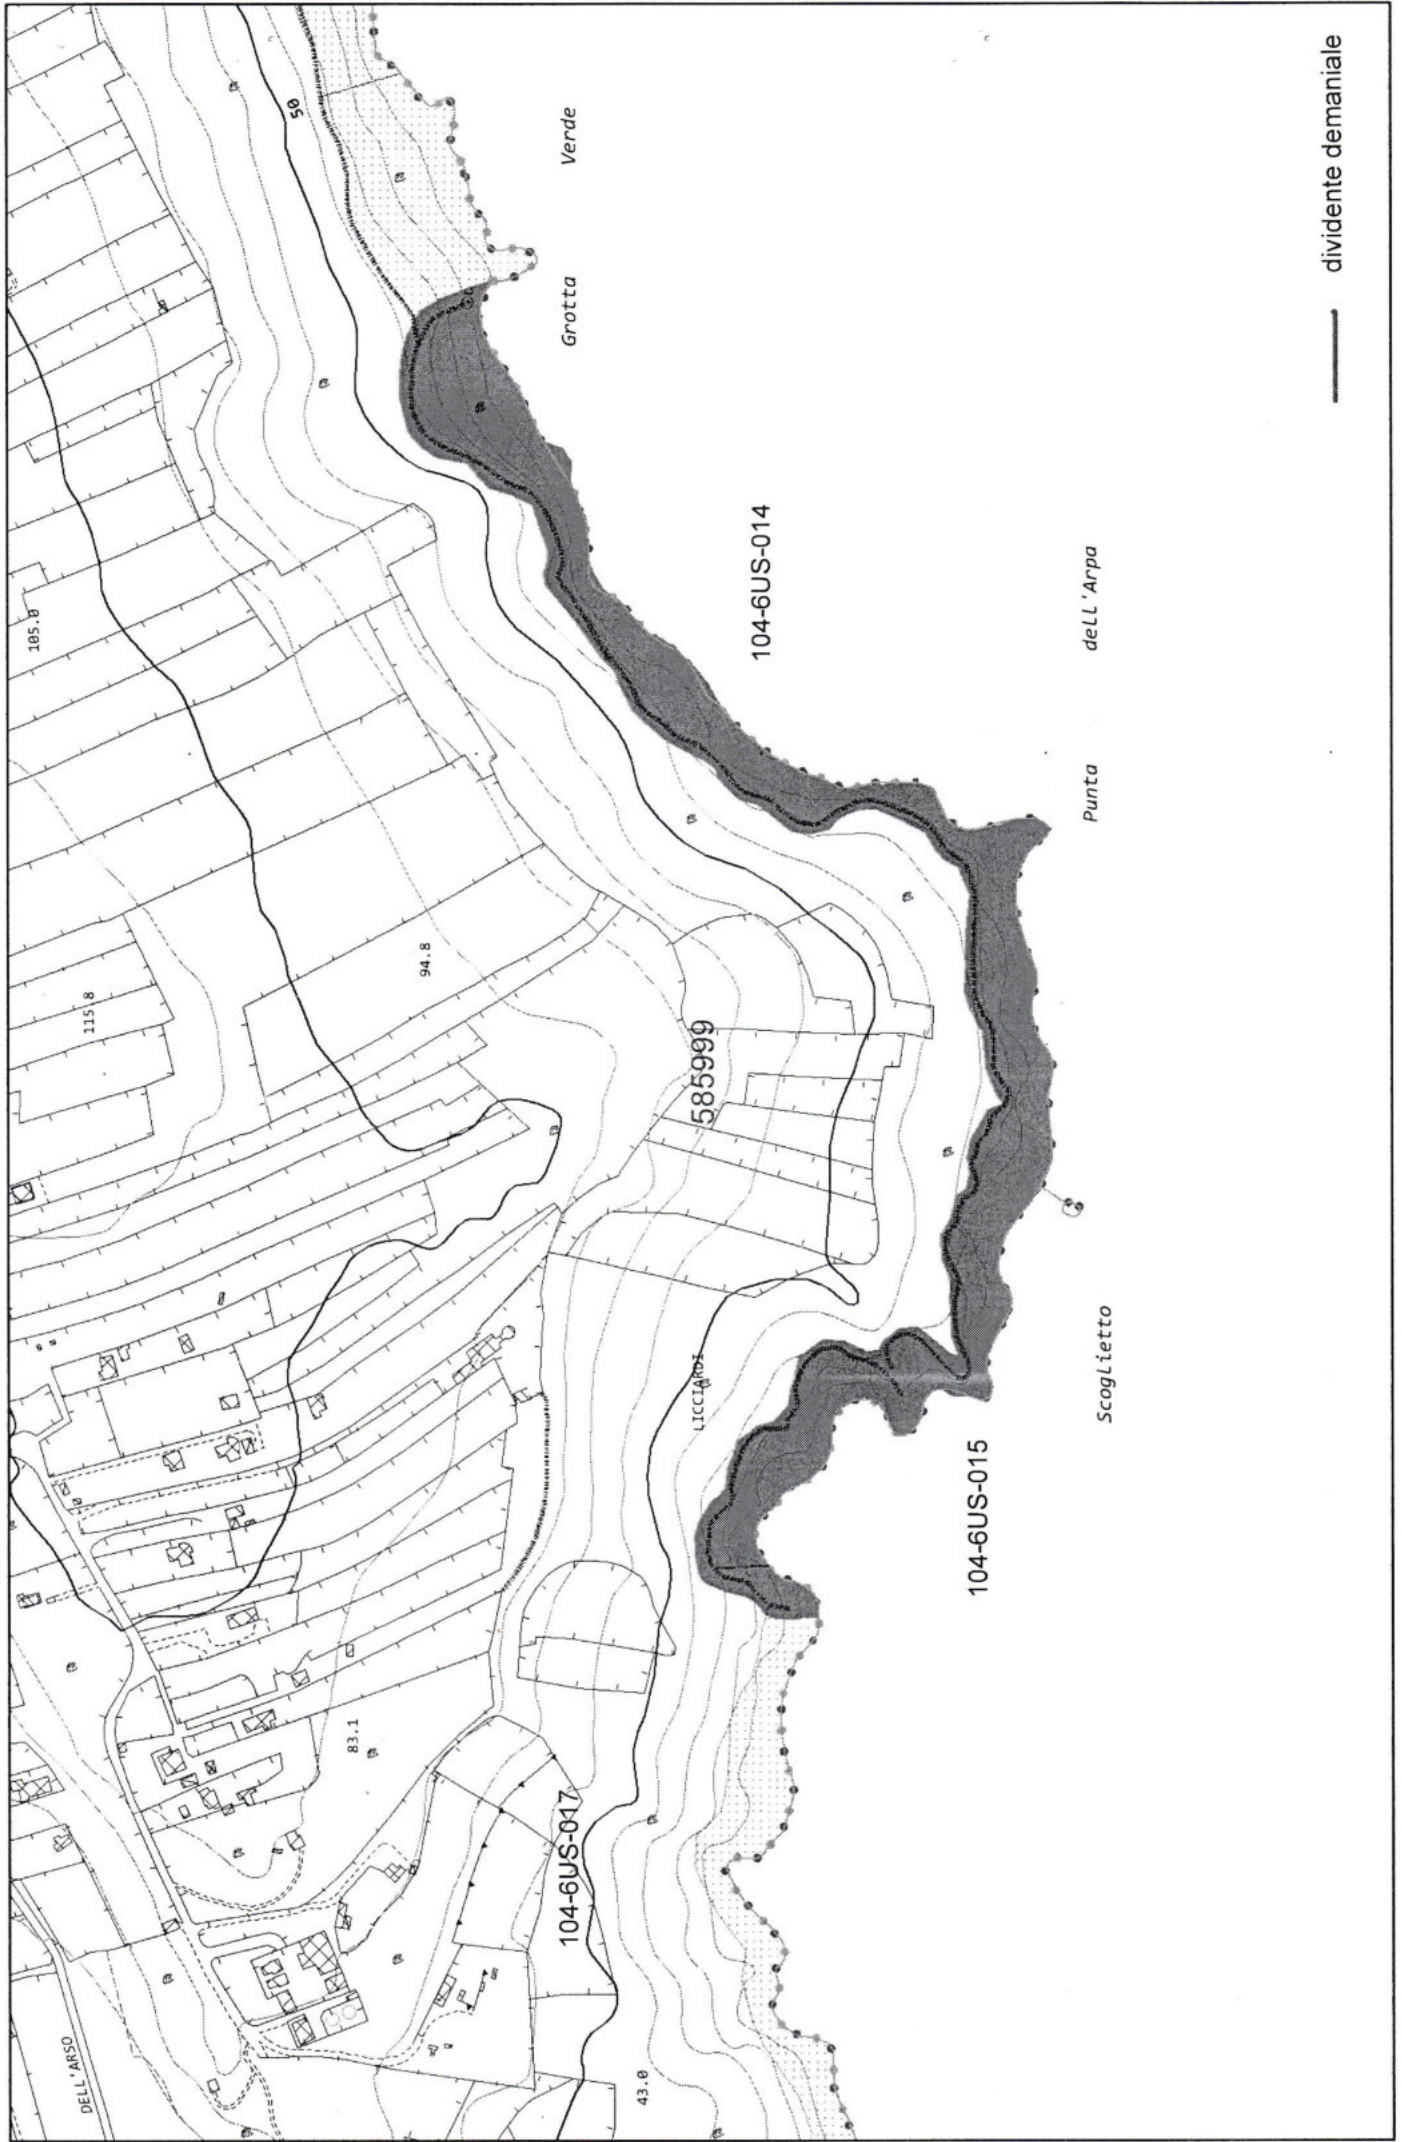 dividente demaniale
Grotta Verde
50
105.0
104-6US-014
Punta dell'Arpa
94.8
115.8
585999
LICCIARDI
Scoglietto
104-6US-015
83.1
104-6US-017
DELL'ARSO
43.0